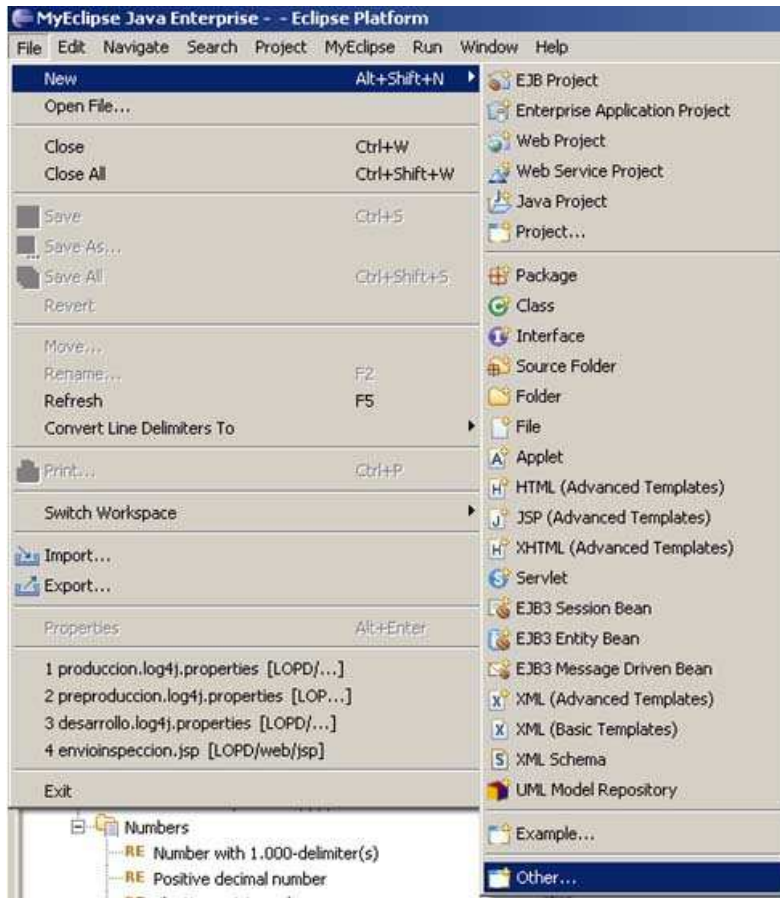 MyEclipse Java Enterprise - - Eclipse Platform
File Edit Navigate Search Project MyEclipse Run Window Help
New Alt+Shift+N
Open File...
Close Ctrl+W
Close All Ctrl+Shift+W
Save Ctrl+S
Save As...
Save All Ctrl+Shift+S
Revert
Move...
Rename... F2
Refresh F5
Convert Line Delimiters To
Print... Ctrl+P
Switch Workspace
Import...
Export...
Properties Alt+Enter
1 produccion.log4j.properties [LOPD/...]
2 preproduccion.log4j.properties [LOP...]
3 desarrollo.log4j.properties [LOPD/...]
4 envioinspeccion.jsp [LOPD/web/jsp]
Exit
EJB Project
Enterprise Application Project
Web Project
Web Service Project
Java Project
Project...
Package
Class
Interface
Source Folder
Folder
File
Applet
HTML (Advanced Templates)
JSP (Advanced Templates)
XHTML (Advanced Templates)
Servlet
EJB3 Session Bean
EJB3 Entity Bean
EJB3 Message Driven Bean
XML (Advanced Templates)
XML (Basic Templates)
XML Schema
UML Model Repository
Example...
Other...
Numbers
RE Number with 1.000-delimiter(s)
RE Positive decimal number